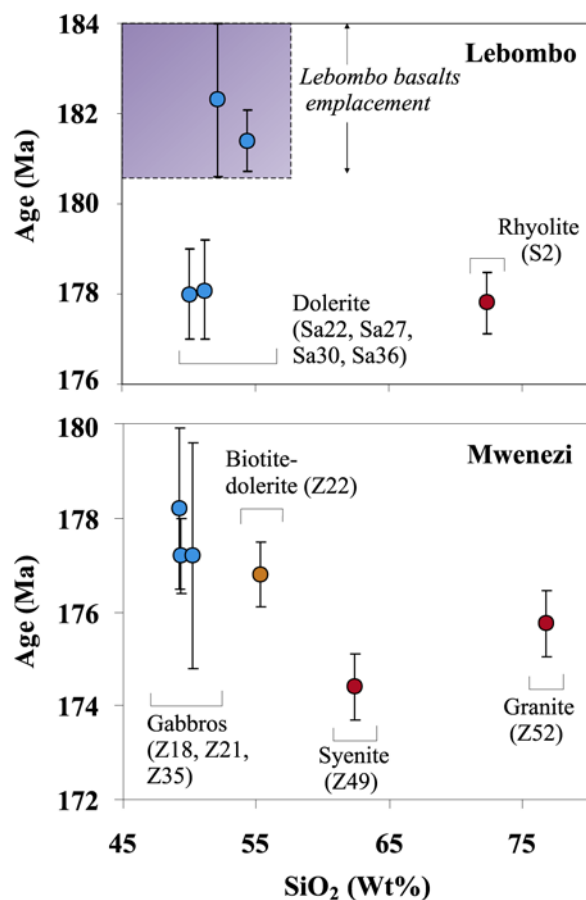 184
Lebombo
Lebombo basalts
emplacement
182
Age (Ma)
180
Rhyolite
(S2)
178
Dolerite
(Sa22, Sa27,
Sa30, Sa36)
176
180
Mwenezi
Biotite-
dolerite (Z22)
178
Age (Ma)
176
174
Gabbros
(Z18, Z21,
Z35)
Syenite
(Z49)
Granite
(Z52)
172
45 55 65 75
SiO₂ (Wt%)